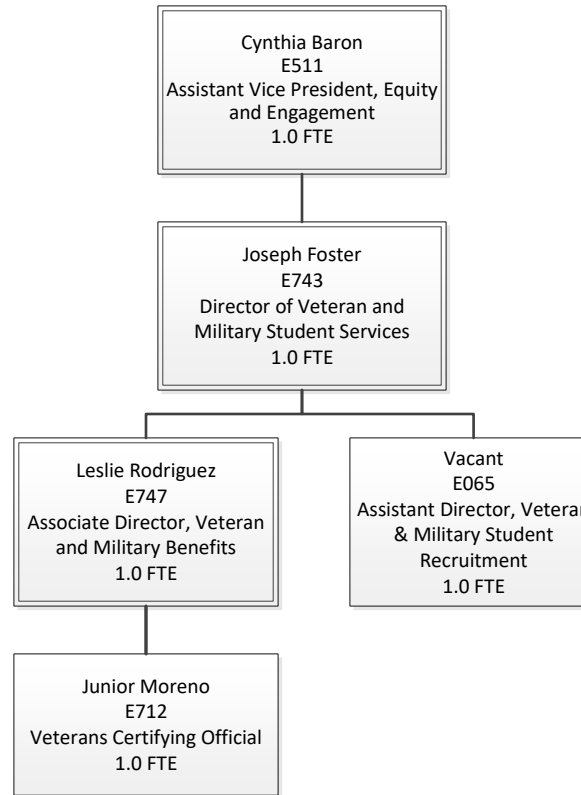 Cynthia Baron
E511
Assistant Vice President, Equity
and Engagement
1.0 FTE
Joseph Foster
E743
Director of Veteran and
Military Student Services
1.0 FTE
Leslie Rodriguez
E747
Associate Director, Veteran
and Military Benefits
1.0 FTE
Vacant
E065
Assistant Director, Veteran
& Military Student
Recruitment
1.0 FTE
Junior Moreno
E712
Veterans Certifying Official
1.0 FTE